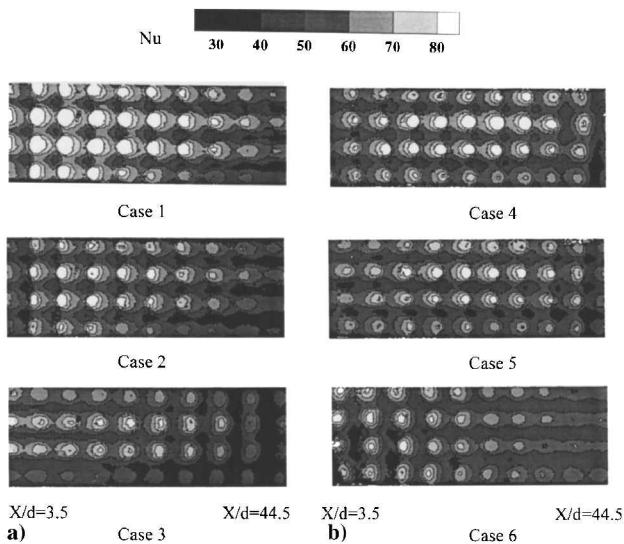 Nu
30 40 50 60 70 80
Case 1
Case 4
Case 2
Case 5
X/d=3.5 X/d=44.5 X/d=3.5 X/d=44.5
a) Case 3 b) Case 6